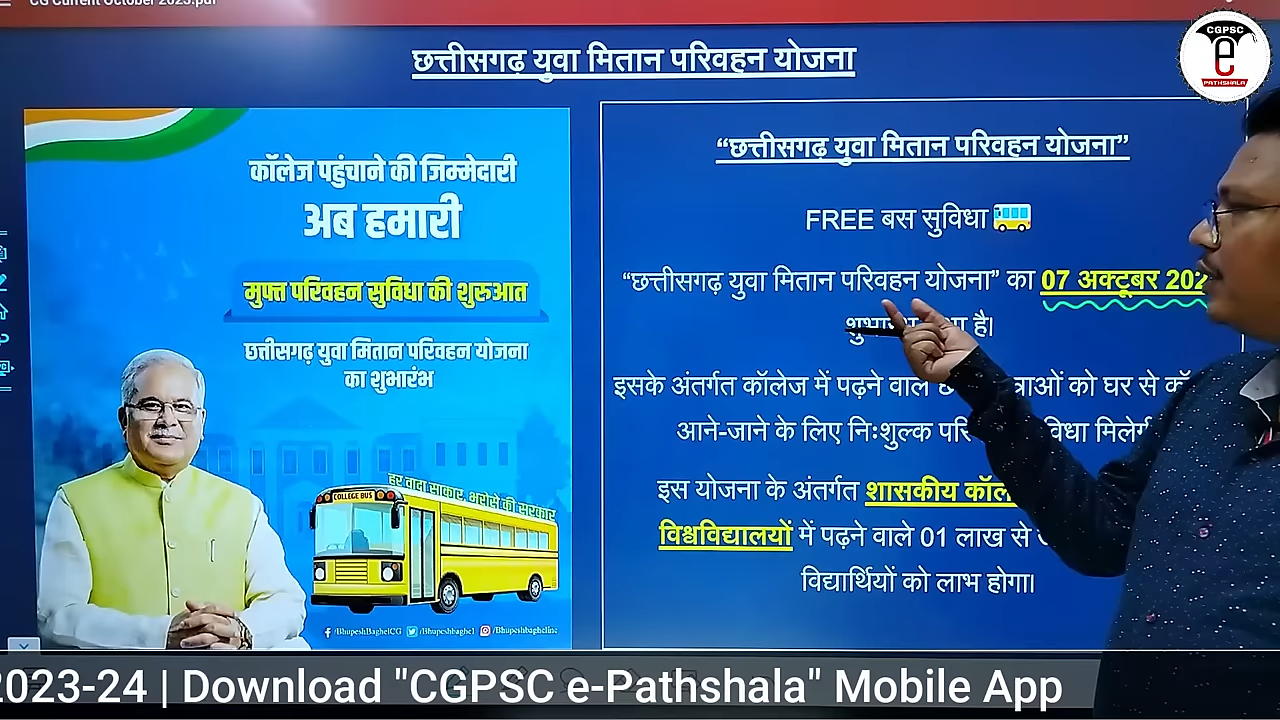 CG Current October 2023.pdf
CGPSC
e
PATHSHALA
छत्तीसगढ़ युवा मितान परिवहन योजना
कॉलेज पहुंचाने की जिम्मेदारी
अब हमारी
मुफ्त परिवहन सुविधा की शुरुआत
छत्तीसगढ़ युवा मितान परिवहन योजना
का शुभारंभ
हर वादा साकार, भरोसे की सरकार
COLLEGE BUS
/BhupeshBaghelCG /Bhupeshbaghel /Bhupeshbagheline
“छत्तीसगढ़ युवा मितान परिवहन योजना”
FREE बस सुविधा
“छत्तीसगढ़ युवा मितान परिवहन योजना” का 07 अक्टूबर 202
है।
इसके अंतर्गत कॉलेज में पढ़ने वाले को घर से
आने-जाने के लिए निःशुल्क
इस योजना के अंतर्गत शासकीय
विश्वविद्यालयों में पढ़ने वाले 01 लाख से
विद्यार्थियों को लाभ होगा।
2023-24 | Download "CGPSC e-Pathshala" Mobile App